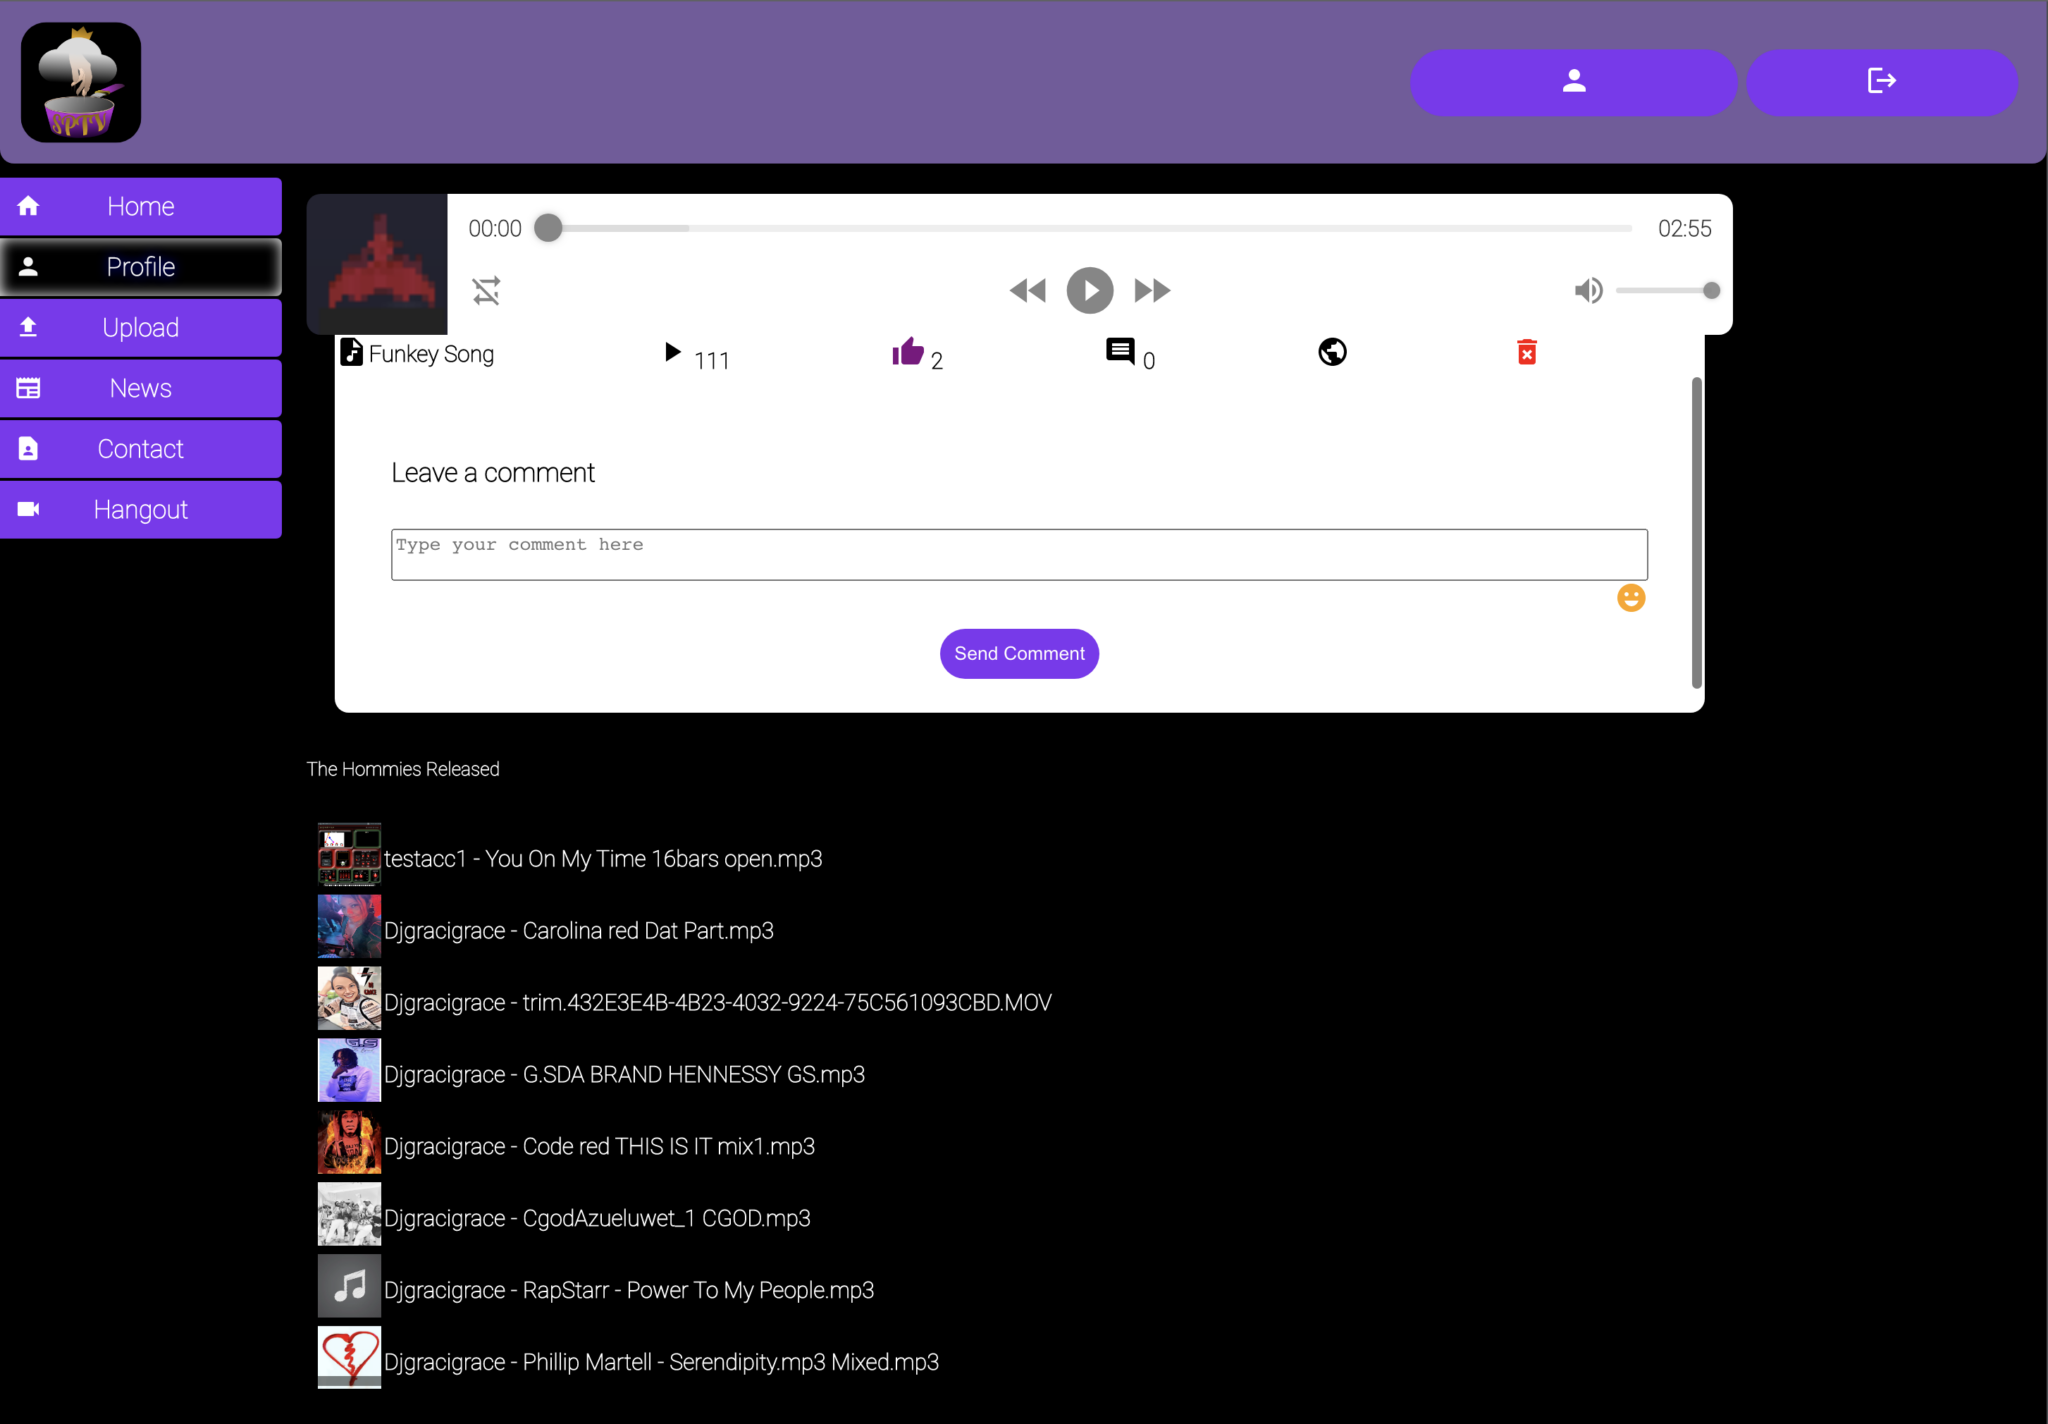 SPTV
Home
Profile
Upload
News
Contact
Hangout
00:00
02:55
Funkey Song
111
2
0
Leave a comment
Type your comment here
Send Comment
The Hommies Released
testacc1 - You On My Time 16bars open.mp3
Djgracigrace - Carolina red Dat Part.mp3
Djgracigrace - trim.432E3E4B-4B23-4032-9224-75C561093CBD.MOV
Djgracigrace - G.SDA BRAND HENNESSY GS.mp3
Djgracigrace - Code red THIS IS IT mix1.mp3
Djgracigrace - CgodAzueluwet_1 CGOD.mp3
Djgracigrace - RapStarr - Power To My People.mp3
Djgracigrace - Phillip Martell - Serendipity.mp3 Mixed.mp3